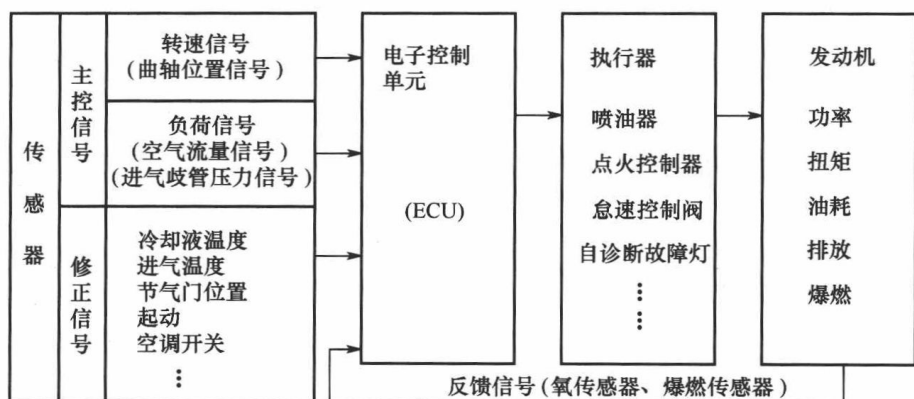 传感器
主控信号
转速信号
(曲轴位置信号)
负荷信号
(空气流量信号)
(进气歧管压力信号)
修正信号
冷却液温度
进气温度
节气门位置
起动
空调开关
⋮
电子控制
单元
(ECU)
执行器
喷油器
点火控制器
怠速控制阀
自诊断故障灯
⋮
⋮
发动机
功率
扭矩
油耗
排放
爆燃
反馈信号(氧传感器、爆燃传感器)